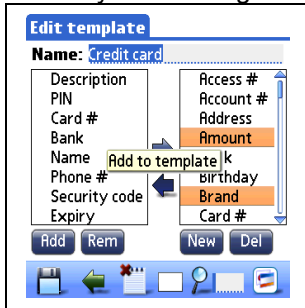 Edit template
Name: Credit card
Description
PIN
Card #
Bank
Name
Phone #
Security code
Expiry
Add to template
Access #
Account #
Address
Amount
Birthday
Brand
Card #
Add Rem
New Del